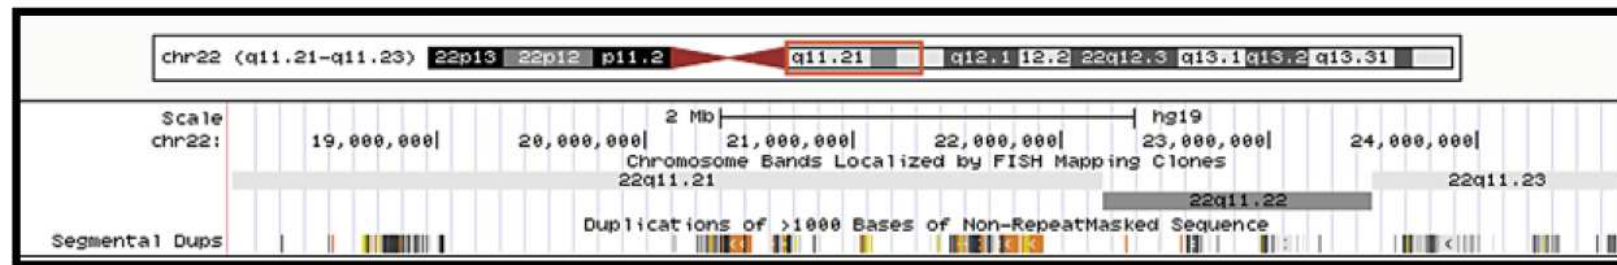 chr22 (q11.21-q11.23) 22p13 22p12 p11.2 q11.21 q12.1 12.2 22q12.3 q13.1 q13.2 q13.31
Scale 2 Mb hg19
chr22: 19,000,000| 20,000,000| 21,000,000| 22,000,000| 23,000,000| 24,000,000|
Chromosome Bands Localized by FISH Mapping Clones
22q11.21 22q11.23
22q11.22
Duplications of >1000 Bases of Non-RepeatMasked Sequence
Segmental Dups